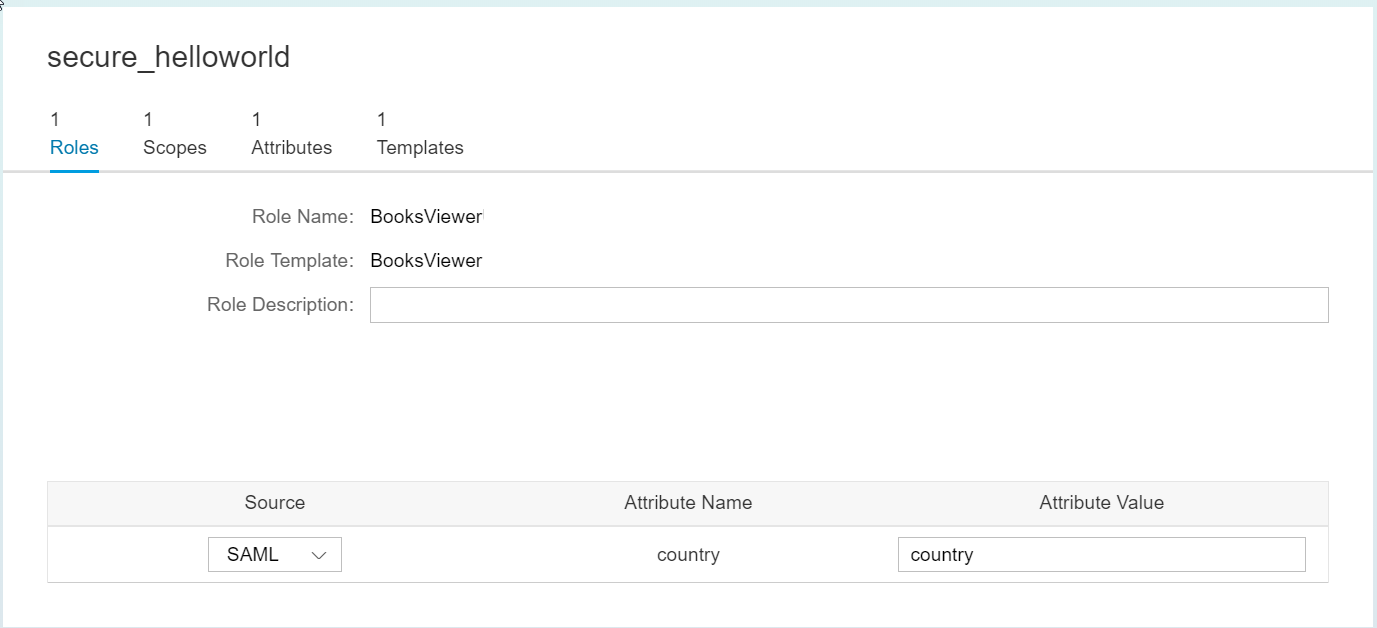 secure_helloworld
1 1 1 1
Roles Scopes Attributes Templates
Role Name: BooksViewer
Role Template: BooksViewer
Role Description:
Source Attribute Name Attribute Value
SAML country country